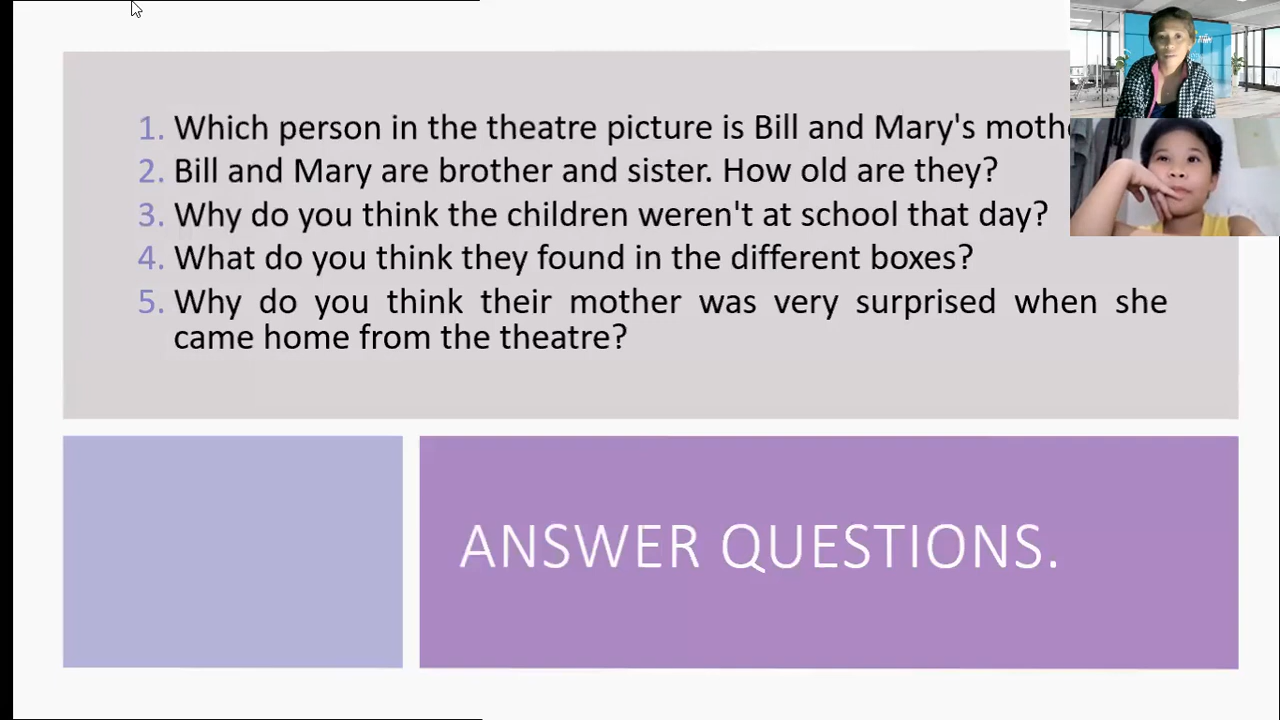 1. Which person in the theatre picture is Bill and Mary's
2. Bill and Mary are brother and sister. How old are they?
3. Why do you think the children weren't at school that day?
4. What do you think they found in the different boxes?
5. Why do you think their mother was very surprised when she
came home from the theatre?
ANSWER QUESTIONS.